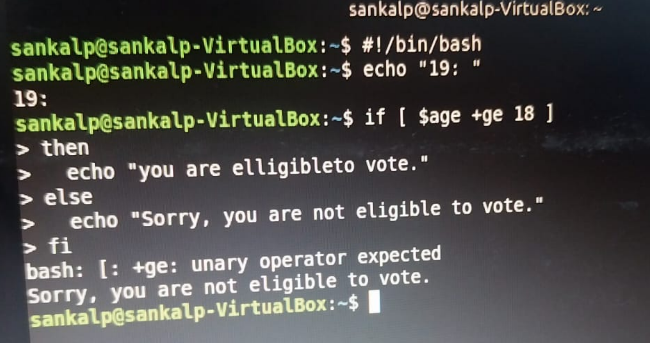 sankalp@sankalp-VirtualBox: ~
sankalp@sankalp-VirtualBox:~$ #!/bin/bash
sankalp@sankalp-VirtualBox:~$ echo "19: "
19:
sankalp@sankalp-VirtualBox:~$ if [ $age +ge 18 ]
> then
>   echo "you are elligibleto vote."
> else
>   echo "Sorry, you are not eligible to vote."
> fi
bash: [: +ge: unary operator expected
Sorry, you are not eligible to vote.
sankalp@sankalp-VirtualBox:~$